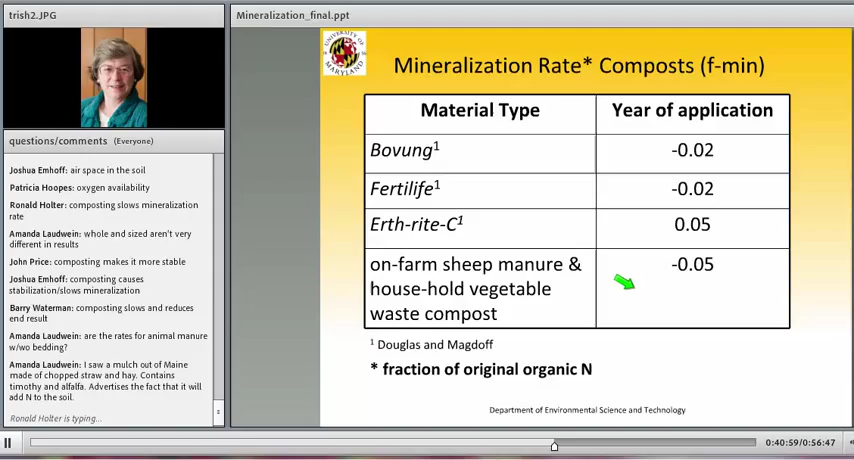 trish2.JPG
questions/comments (Everyone)
Joshua Emhoff: air space in the soil
Patricia Hoopes: oxygen availability
Ronald Holter: composting slows mineralization
rate
Amanda Laudwein: whole and sized aren't very
different in results
John Price: composting makes it more stable
Joshua Emhoff: composting causes
stabilization/slows mineralization
Barry Waterman: composting slows and reduces
end result
Amanda Laudwein: are the rates for animal manure
w/wo bedding?
Amanda Laudwein: I saw a mulch out of Maine
made of chopped straw and hay. Contains
timothy and alfalfa. Advertises the fact that it will
add N to the soil.
Ronald Holter is typing...
Mineralization_final.ppt
UNIVERSITY OF
MARYLAND
Mineralization Rate* Composts (f-min)
Material Type Year of application
Bovung¹ -0.02
Fertilife¹ -0.02
Erth-rite-C¹ 0.05
on-farm sheep manure & -0.05
house-hold vegetable
waste compost
¹ Douglas and Magdoff
* fraction of original organic N
Department of Environmental Science and Technology
0:40:59/0:56:47